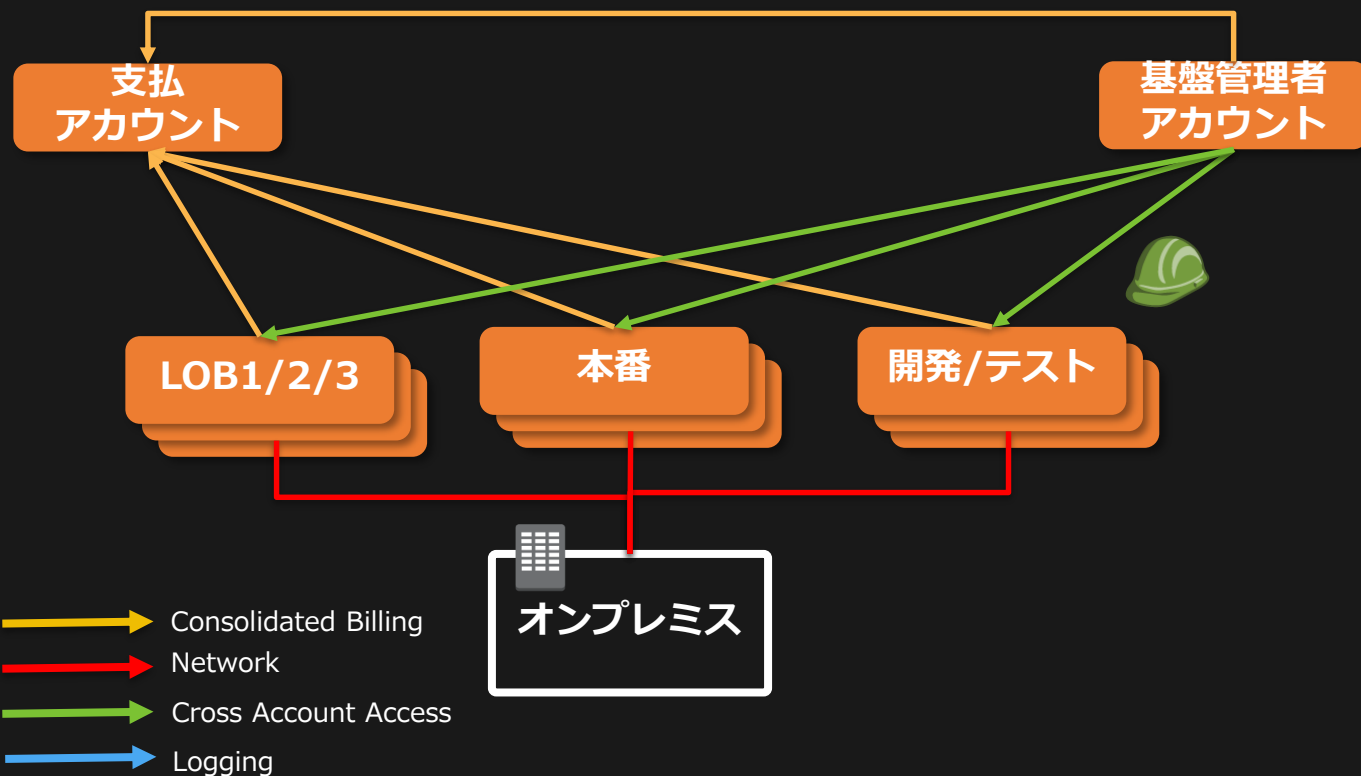 支払
アカウント
基盤管理者
アカウント
LOB1/2/3
本番
開発/テスト
オンプレミス
Consolidated Billing
Network
Cross Account Access
Logging